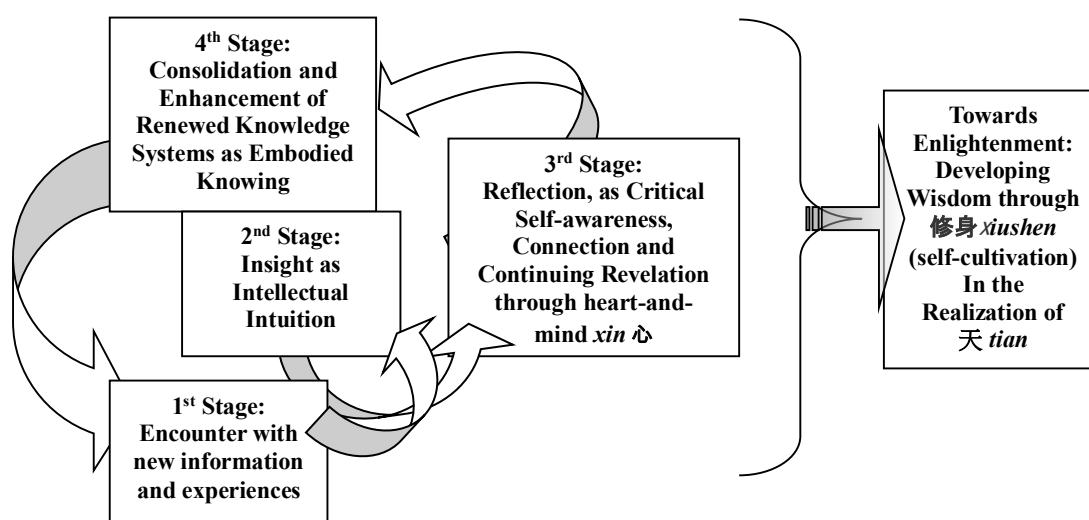 4th Stage:
Consolidation and
Enhancement of
Renewed Knowledge
Systems as Embodied
Knowing
2nd Stage:
Insight as
Intellectual
Intuition
3rd Stage:
Reflection, as Critical
Self-awareness,
Connection and
Continuing Revelation
through heart-and-
mind xin 心
1st Stage:
Encounter with
new information
and experiences
Towards
Enlightenment:
Developing
Wisdom through
修身 xiushen
(self-cultivation)
In the
Realization of
天 tian